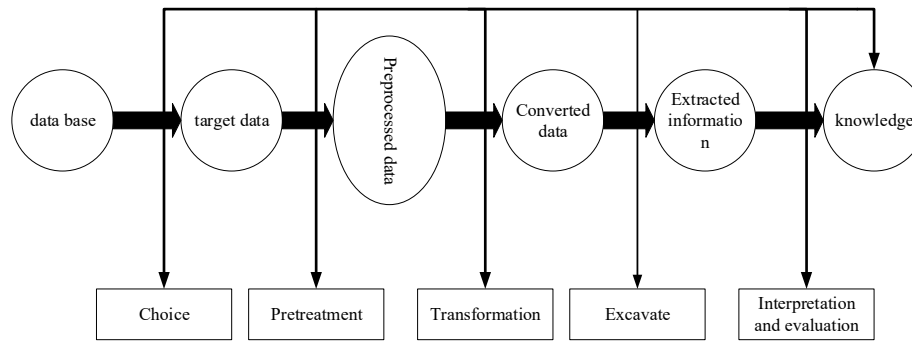 data base
target data
Preprocessed data
Converted
data
Extracted
informatio
n
knowledge
Choice
Pretreatment
Transformation
Excavate
Interpretation
and evaluation